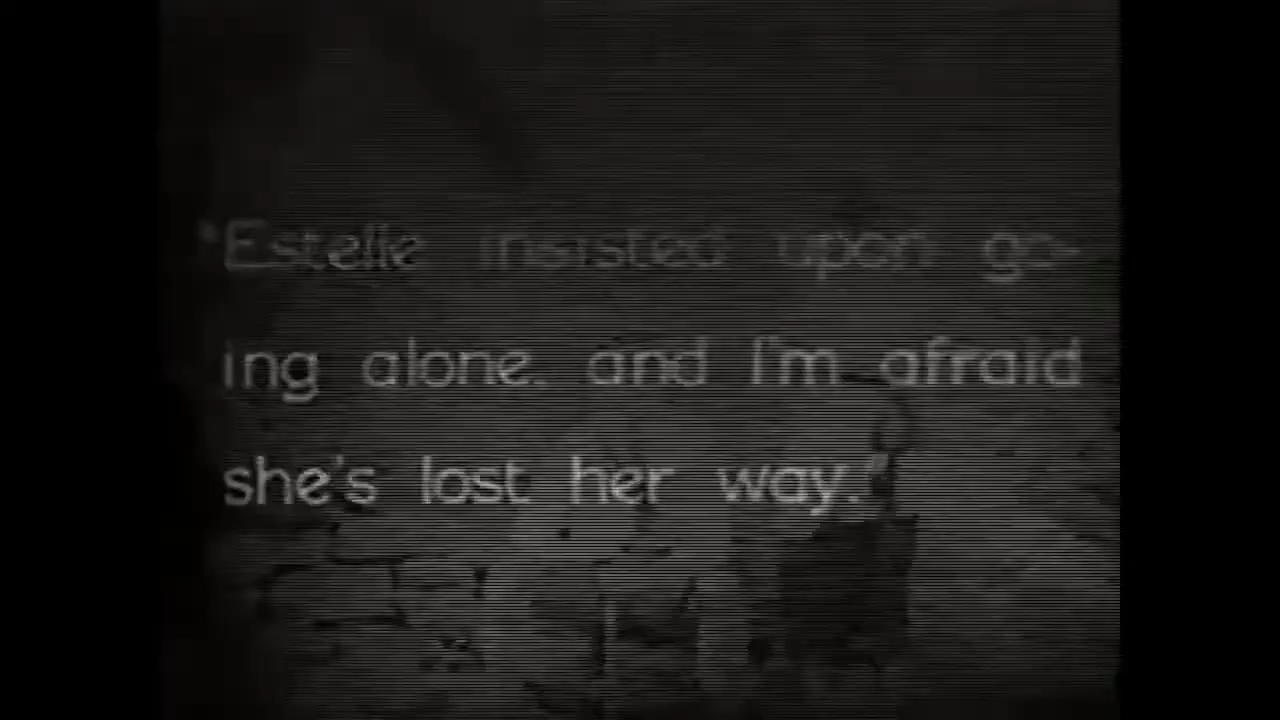 "Estelle insisted upon go-
ing alone, and I'm afraid
she's lost her way."